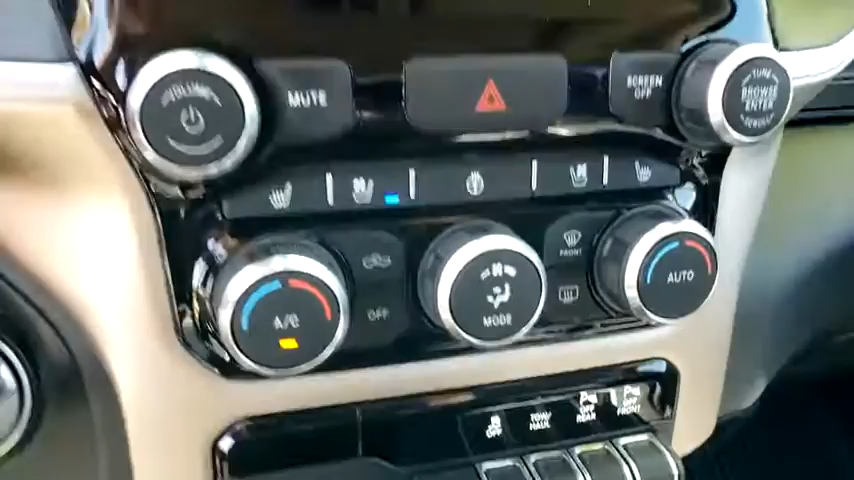 VOLUME
MUTE
SCREEN
OFF
TUNE
BROWSE
ENTER
SCROLL
A/C
OFF
MODE
FRONT
AUTO
OFF
TOW/
HAUL
OFF
REAR
OFF
FRONT